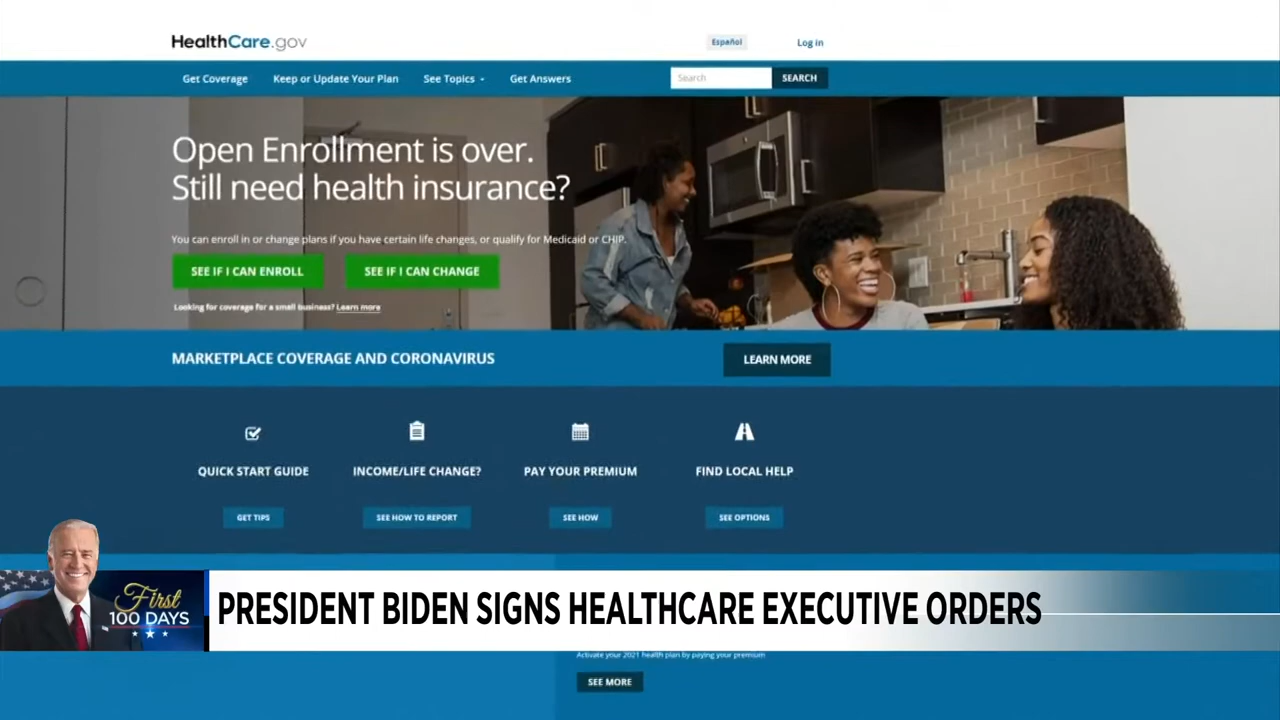 HealthCare.gov
Español
Log in
Get Coverage
Keep or Update Your Plan
See Topics
Get Answers
Search
SEARCH
Open Enrollment is over.
Still need health insurance?
You can enroll in or change plans if you have certain life changes, or qualify for Medicaid or CHIP.
SEE IF I CAN ENROLL
SEE IF I CAN CHANGE
Looking for coverage for a small business? Learn more
MARKETPLACE COVERAGE AND CORONAVIRUS
LEARN MORE
QUICK START GUIDE
INCOME/LIFE CHANGE?
PAY YOUR PREMIUM
FIND LOCAL HELP
GET TIPS
SEE HOW TO REPORT
SEE HOW
SEE OPTIONS
First
100 DAYS
PRESIDENT BIDEN SIGNS HEALTHCARE EXECUTIVE ORDERS
Activate your 2021 health plan by paying your premium
SEE MORE